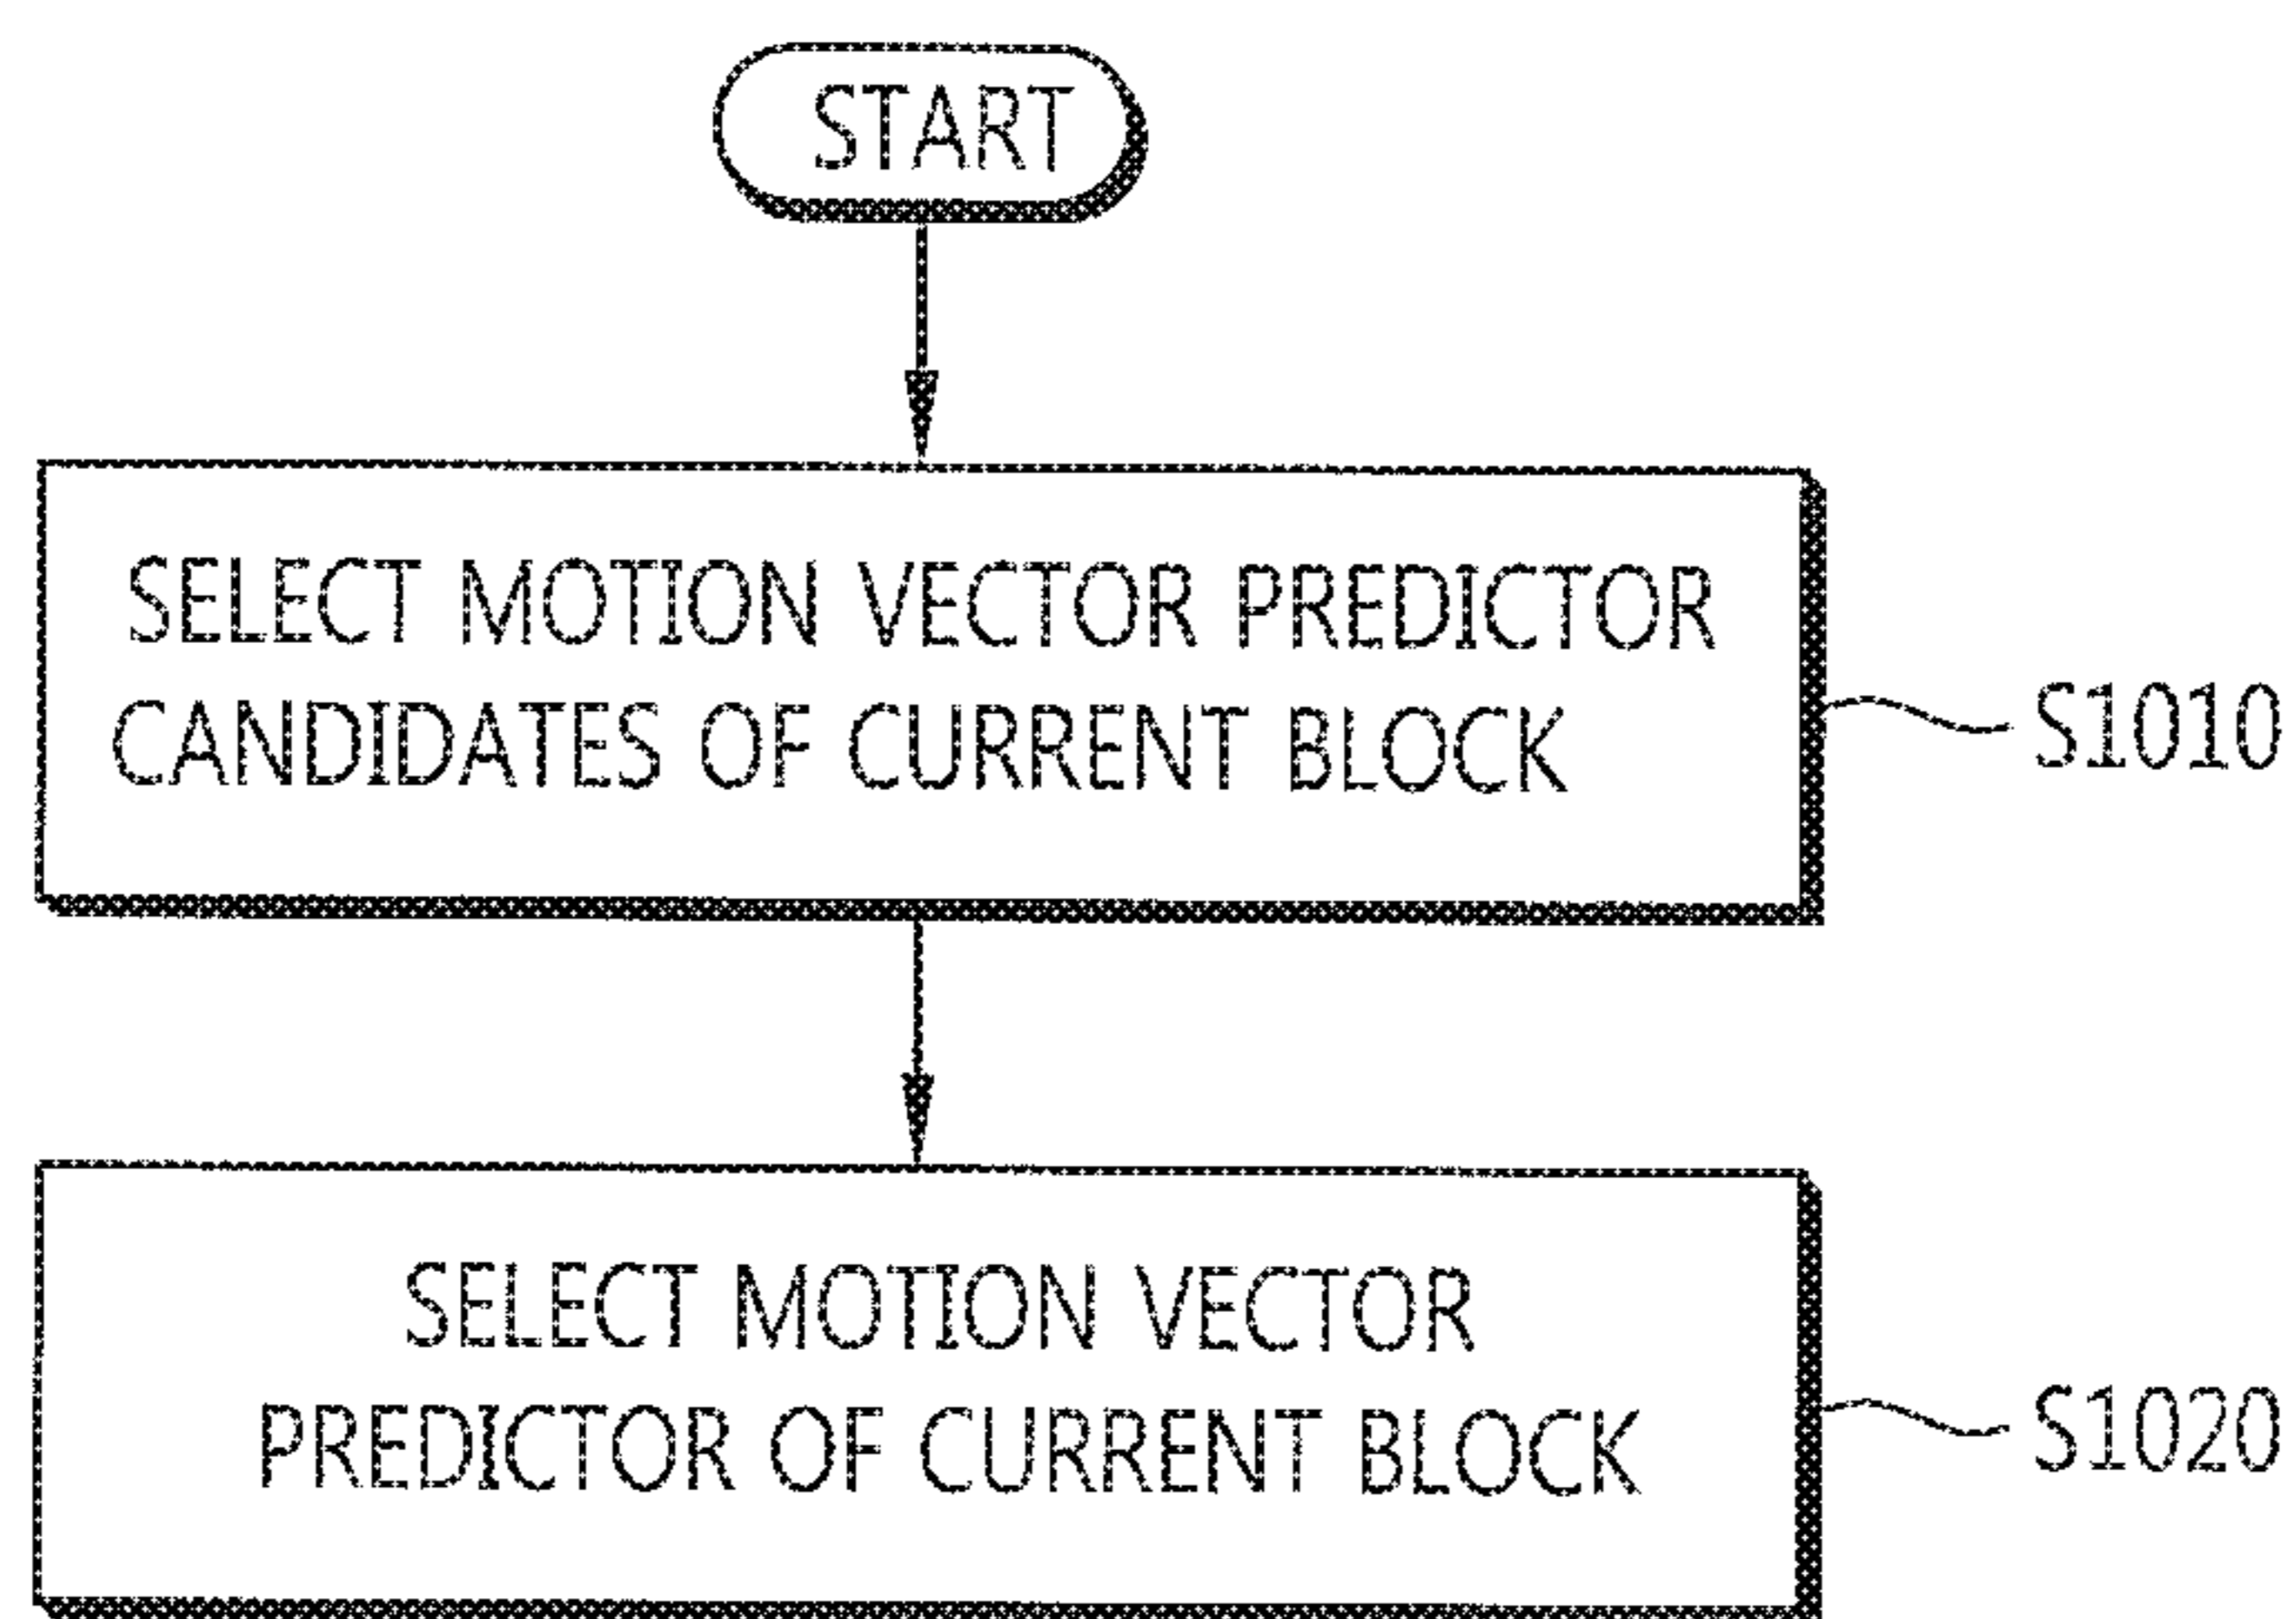 START
SELECT MOTION VECTOR PREDICTOR
CANDIDATES OF CURRENT BLOCK
S1010
SELECT MOTION VECTOR
PREDICTOR OF CURRENT BLOCK
S1020